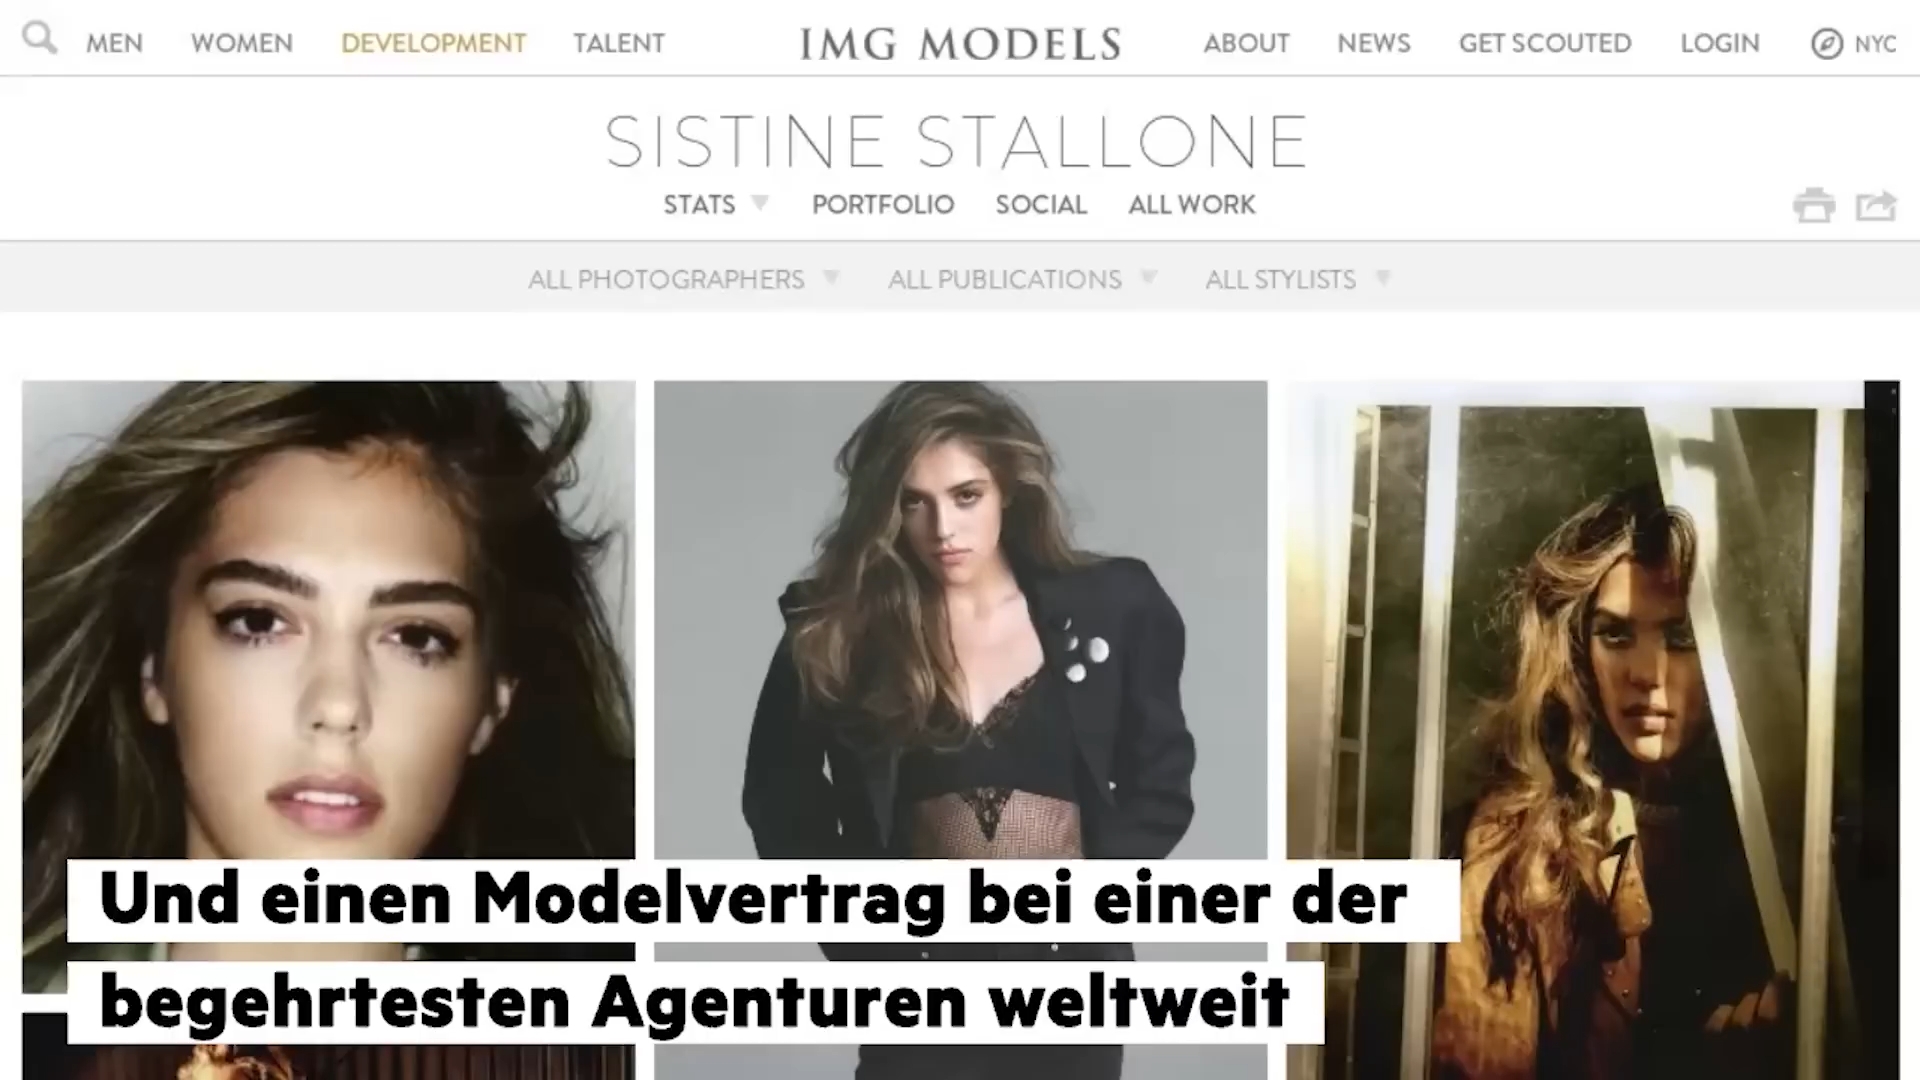 MEN WOMEN DEVELOPMENT TALENT IMG MODELS ABOUT NEWS GET SCOUTED LOGIN NYC
SISTINE STALLONE
STATS PORTFOLIO SOCIAL ALL WORK
ALL PHOTOGRAPHERS ALL PUBLICATIONS ALL STYLISTS
Und einen Modelvertrag bei einer der
begehrtesten Agenturen weltweit